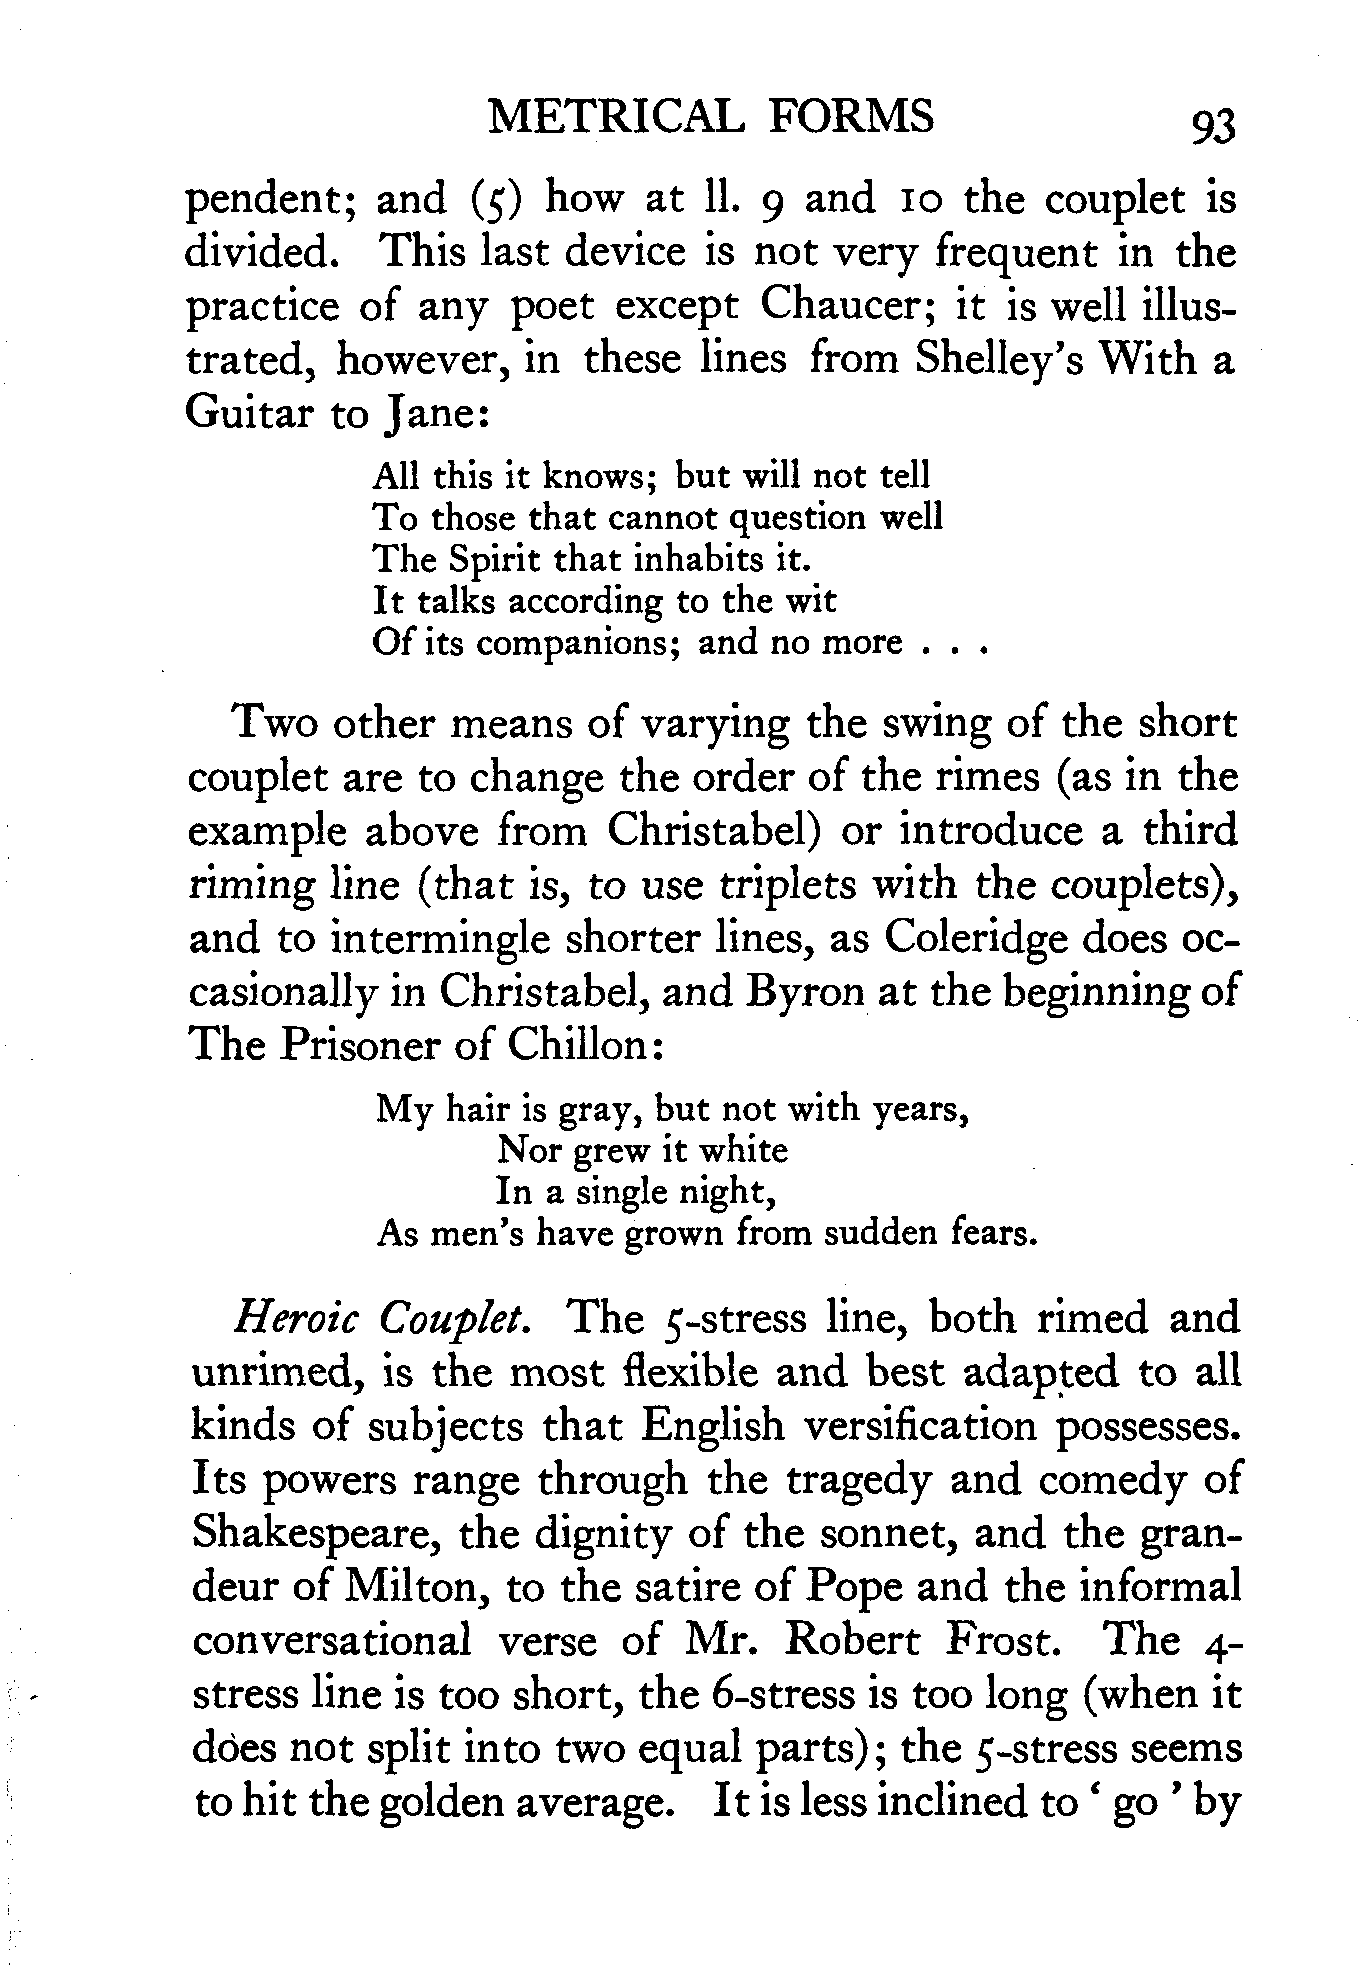 METRICAL FORMS 93
pendent; and (5) how at ll. 9 and 10 the couplet is
divided. This last device is not very frequent in the
practice of any poet except Chaucer; it is well illus-
trated, however, in these lines from Shelley's With a
Guitar to Jane:
All this it knows; but will not tell
To those that cannot question well
The Spirit that inhabits it.
It talks according to the wit
Of its companions; and no more . . .
Two other means of varying the swing of the short
couplet are to change the order of the rimes (as in the
example above from Christabel) or introduce a third
riming line (that is, to use triplets with the couplets),
and to intermingle shorter lines, as Coleridge does oc-
casionally in Christabel, and Byron at the beginning of
The Prisoner of Chillon:
My hair is gray, but not with years,
Nor grew it white
In a single night,
As men's have grown from sudden fears.
Heroic Couplet. The 5-stress line, both rimed and
unrimed, is the most flexible and best adapted to all
kinds of subjects that English versification possesses.
Its powers range through the tragedy and comedy of
Shakespeare, the dignity of the sonnet, and the gran-
deur of Milton, to the satire of Pope and the informal
conversational verse of Mr. Robert Frost. The 4-
stress line is too short, the 6-stress is too long (when it
does not split into two equal parts); the 5-stress seems
to hit the golden average. It is less inclined to ' go ' by